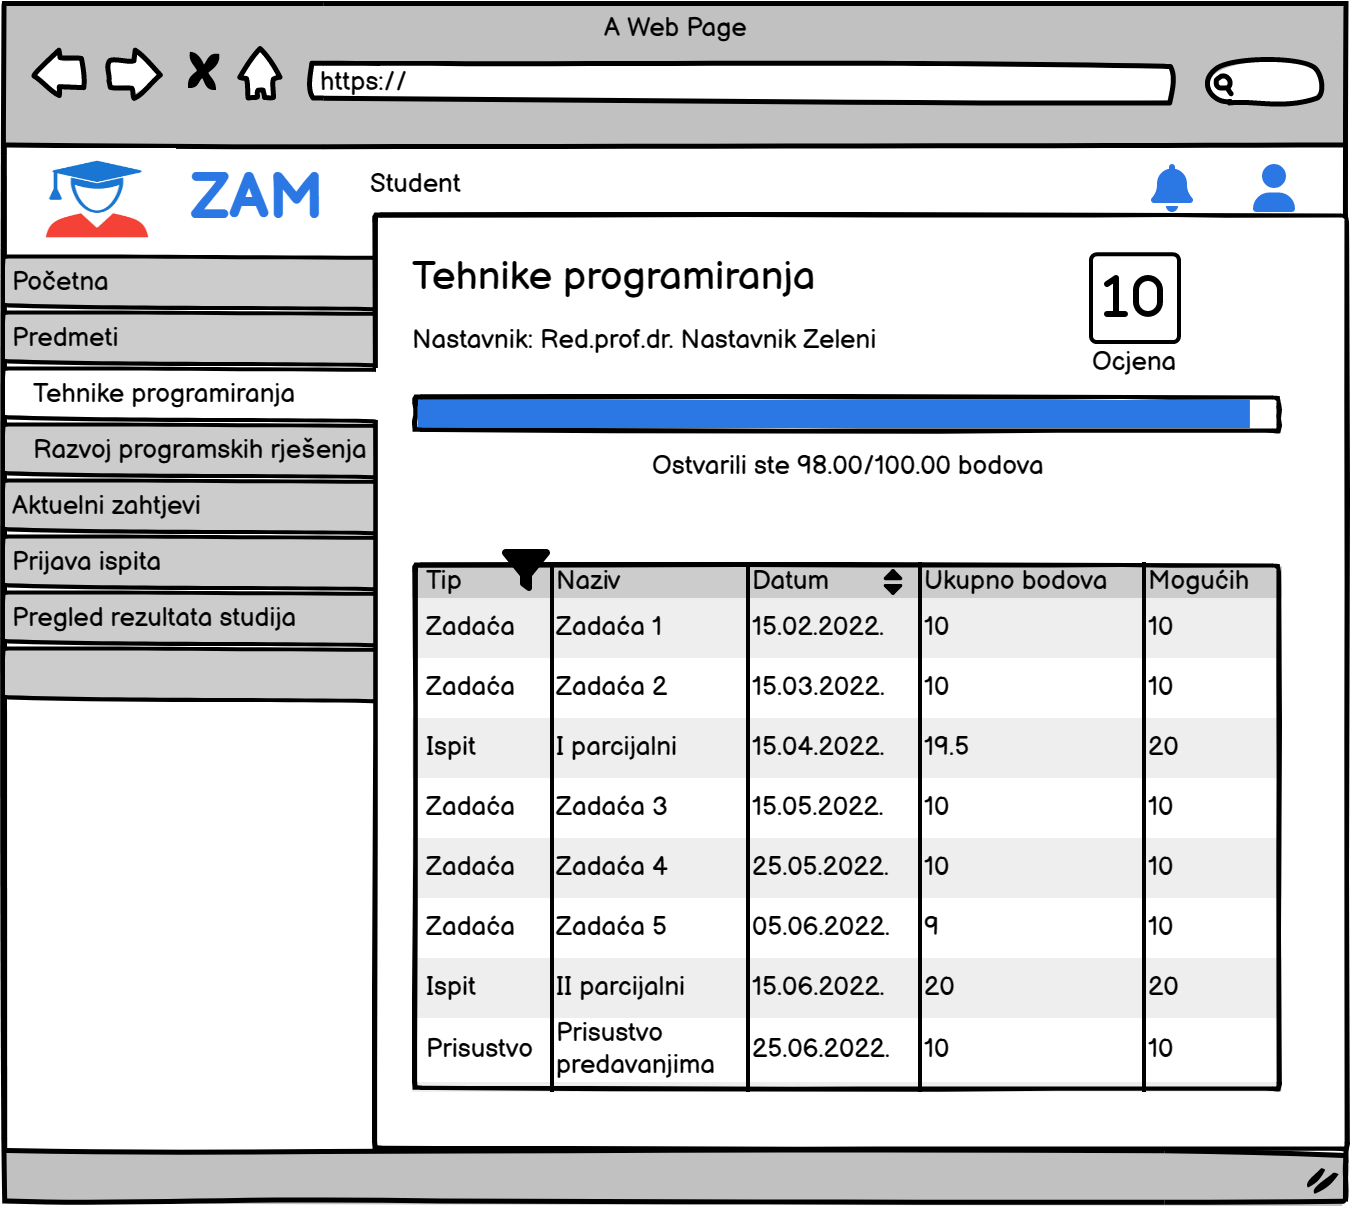 A Web Page
https://
ZAM
Student
Početna
Predmeti
Tehnike programiranja
Razvoj programskih rješenja
Aktuelni zahtjevi
Prijava ispita
Pregled rezultata studija
Tehnike programiranja
10
Nastavnik: Red.prof.dr. Nastavnik Zeleni
Ocjena
Ostvarili ste 98.00/100.00 bodova
Tip Naziv Datum Ukupno bodova Mogućih
Zadaća Zadaća 1 15.02.2022. 10 10
Zadaća Zadaća 2 15.03.2022. 10 10
Ispit I parcijalni 15.04.2022. 19.5 20
Zadaća Zadaća 3 15.05.2022. 10 10
Zadaća Zadaća 4 25.05.2022. 10 10
Zadaća Zadaća 5 05.06.2022. 9 10
Ispit II parcijalni 15.06.2022. 20 20
Prisustvo Prisustvo predavanjima 25.06.2022. 10 10